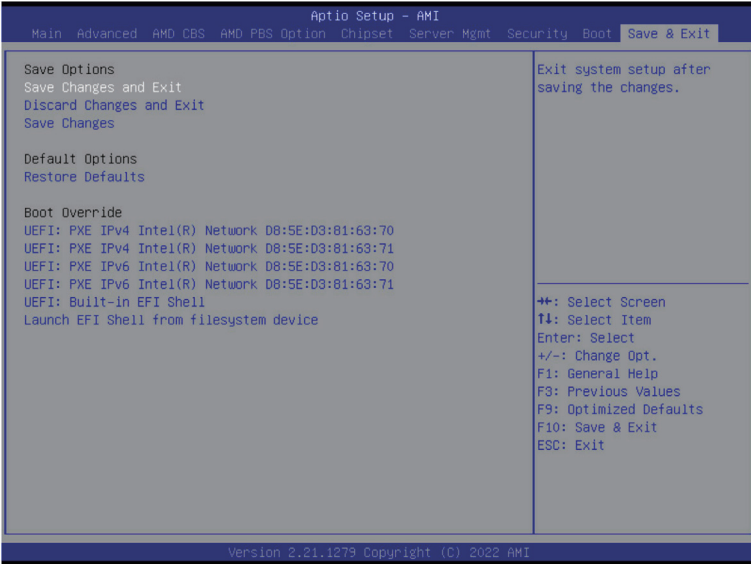 Aptio Setup – AMI
Main Advanced AMD CBS AMD PBS Option Chipset Server Mgmt Security Boot Save & Exit
Save Options
Save Changes and Exit
Discard Changes and Exit
Save Changes
Default Options
Restore Defaults
Boot Override
UEFI: PXE IPv4 Intel(R) Network D8:5E:D3:81:63:70
UEFI: PXE IPv4 Intel(R) Network D8:5E:D3:81:63:71
UEFI: PXE IPv6 Intel(R) Network D8:5E:D3:81:63:70
UEFI: PXE IPv6 Intel(R) Network D8:5E:D3:81:63:71
UEFI: Built-in EFI Shell
Launch EFI Shell from filesystem device
Exit system setup after
saving the changes.
→←: Select Screen
↑↓: Select Item
Enter: Select
+/-: Change Opt.
F1: General Help
F3: Previous Values
F9: Optimized Defaults
F10: Save & Exit
ESC: Exit
Version 2.21.1279 Copyright (C) 2022 AMI